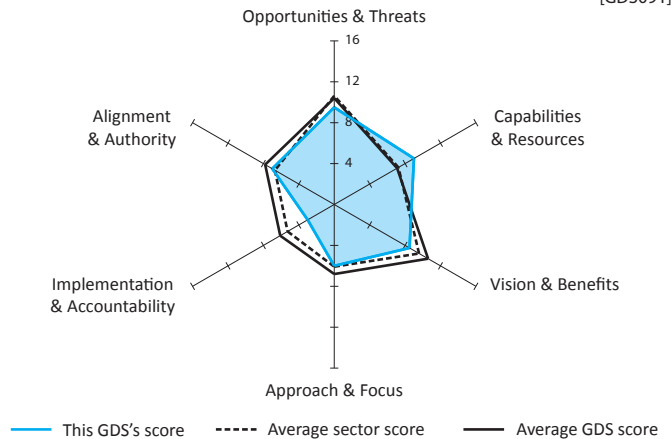 [GDS091]
Opportunities & Threats
16
12
8
4
Alignment
& Authority
Capabilities
& Resources
Implementation
& Accountability
Vision & Benefits
Approach & Focus
This GDS's score
Average sector score
Average GDS score